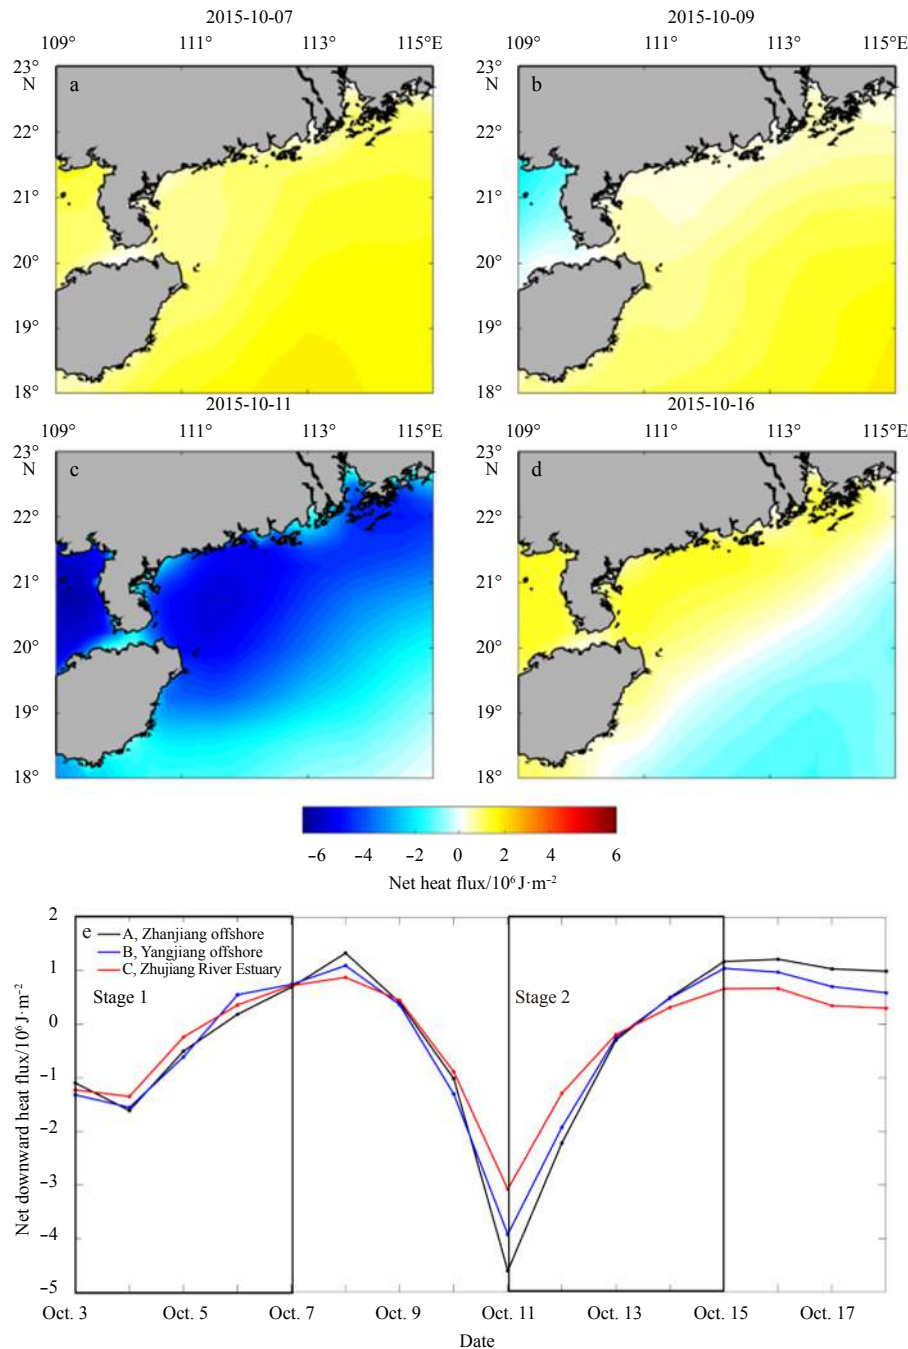 2015-10-07 2015-10-09
109° 111° 113° 115°E 109° 111° 113° 115°E
23° 23°
N a N b
22° 22°
21° 21°
20° 20°
19° 19°
18° 18°
2015-10-11 2015-10-16
109° 111° 113° 115°E 109° 111° 113° 115°E
23° 23°
N c N d
22° 22°
21° 21°
20° 20°
19° 19°
18° 18°
−6 −4 −2 0 2 4 6
Net heat flux/10⁶ J·m⁻²
2
e A, Zhanjiang offshore
B, Yangjiang offshore
1 C, Zhujiang River Estuary
Stage 1 Stage 2
0
−1
−2
−3
−4
−5
Net downward heat flux/10⁶ J·m⁻²
Oct. 3 Oct. 5 Oct. 7 Oct. 9 Oct. 11 Oct. 13 Oct. 15 Oct. 17
Date